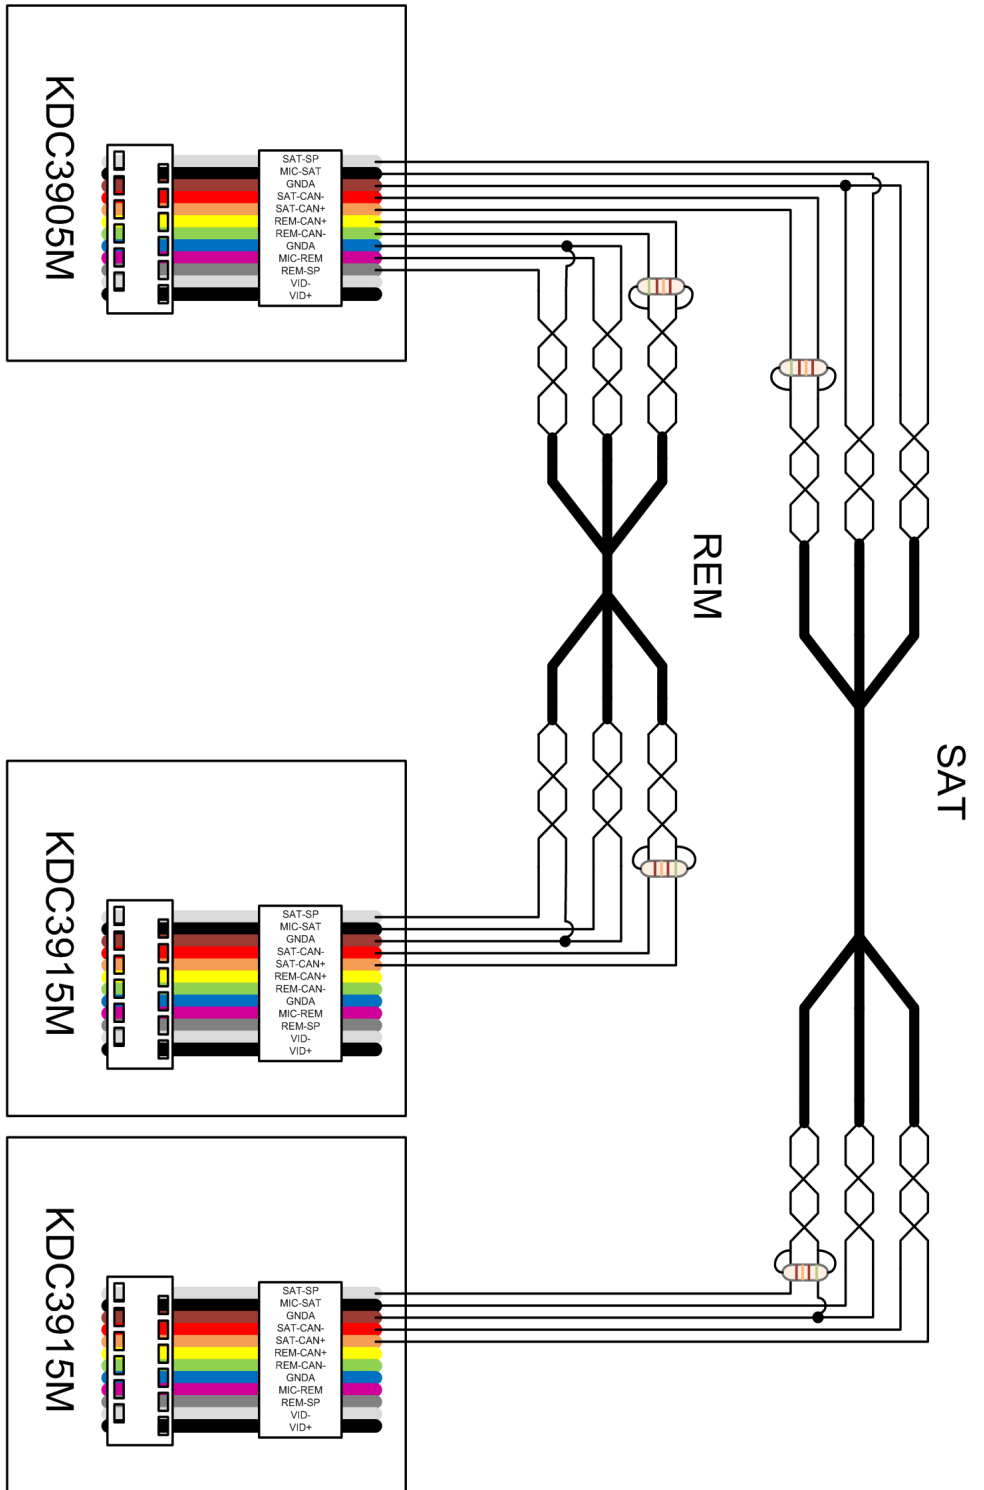 KDC3905M
SAT-SP
MIC-SAT
GNDA
SAT-CAN-
SAT-CAN+
REM-CAN+
REM-CAN-
GNDA
MIC-REM
REM-SP
VID-
VID+
REM
SAT
KDC3915M
SAT-SP
MIC-SAT
GNDA
SAT-CAN-
SAT-CAN+
REM-CAN+
REM-CAN-
GNDA
MIC-REM
REM-SP
VID-
VID+
KDC3915M
SAT-SP
MIC-SAT
GNDA
SAT-CAN-
SAT-CAN+
REM-CAN+
REM-CAN-
GNDA
MIC-REM
REM-SP
VID-
VID+